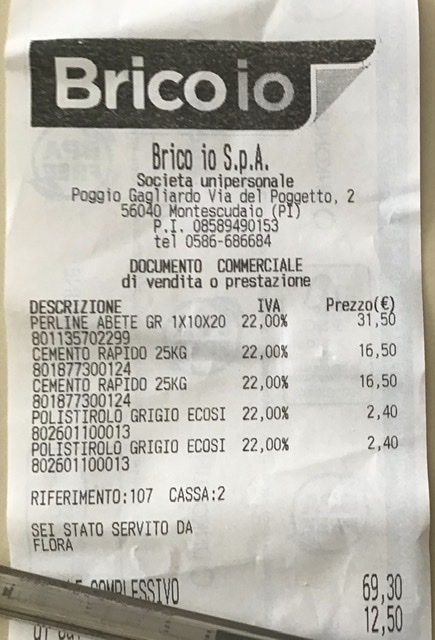 Brico io
Brico io S.p.A.
Societa unipersonale
Poggio Gagliardo Via del Poggetto, 2
56040 Montescudaio (PI)
P.I. 08589490153
tel 0586-686684
DOCUMENTO COMMERCIALE
di vendita o prestazione
DESCRIZIONE IVA Prezzo(€)
PERLINE ABETE GR 1X10X20 22,00% 31,50
801135702299
CEMENTO RAPIDO 25KG 22,00% 16,50
801877300124
CEMENTO RAPIDO 25KG 22,00% 16,50
801877300124
POLISTIROLO GRIGIO ECOSI 22,00% 2,40
802601100013
POLISTIROLO GRIGIO ECOSI 22,00% 2,40
802601100013
RIFERIMENTO:107 CASSA:2
SEI STATO SERVITO DA
FLORA
COMPLESSIVO 69,30
12,50